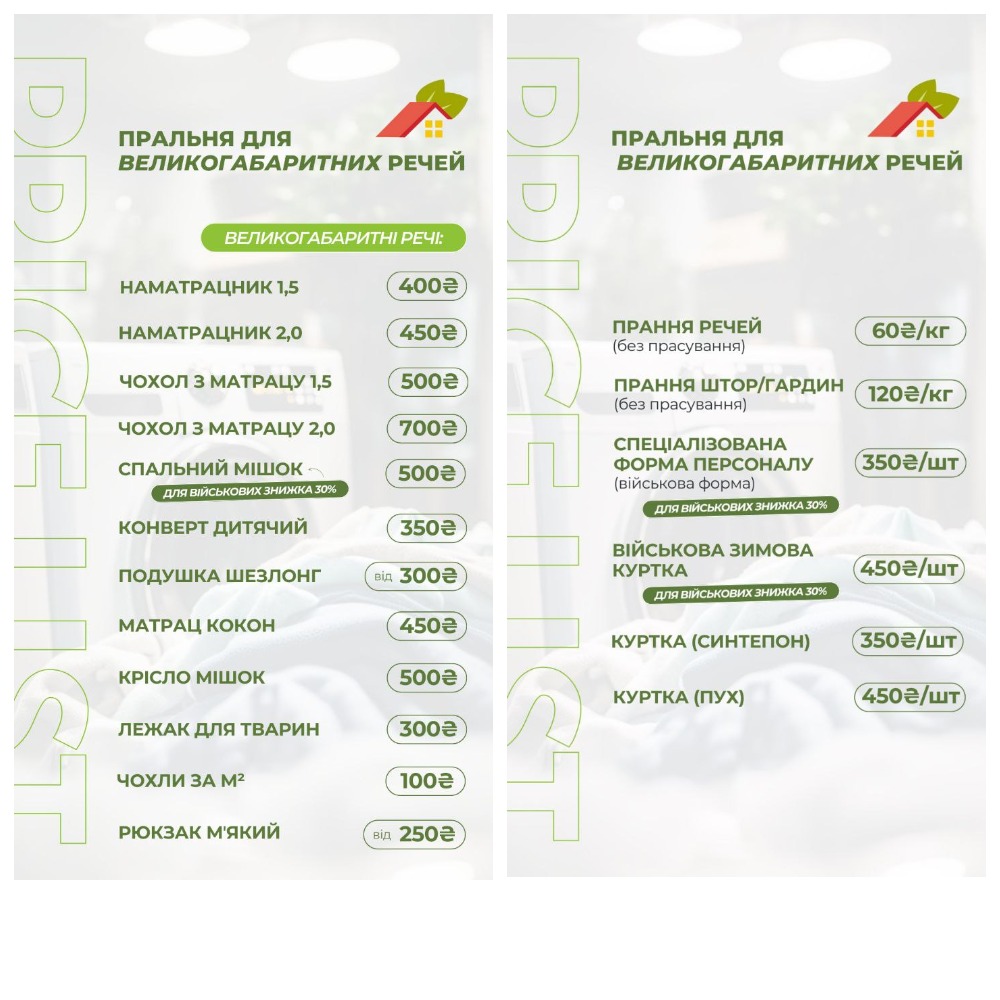 PRICE LIST
ПРАЛЬНЯ ДЛЯ
ВЕЛИКОГАБАРИТНИХ РЕЧЕЙ
ВЕЛИКОГАБАРИТНІ РЕЧІ:
НАМАТРАЦНИК 1,5 400₴
НАМАТРАЦНИК 2,0 450₴
ЧОХОЛ З МАТРАЦУ 1,5 500₴
ЧОХОЛ З МАТРАЦУ 2,0 700₴
СПАЛЬНИЙ МІШОК 500₴
ДЛЯ ВІЙСЬКОВИХ ЗНИЖКА 30%
КОНВЕРТ ДИТЯЧИЙ 350₴
ПОДУШКА ШЕЗЛОНГ від 300₴
МАТРАЦ КОКОН 450₴
КРІСЛО МІШОК 500₴
ЛЕЖАК ДЛЯ ТВАРИН 300₴
ЧОХЛИ ЗА М² 100₴
РЮКЗАК М'ЯКИЙ від 250₴
PRICE LIST
ПРАЛЬНЯ ДЛЯ
ВЕЛИКОГАБАРИТНИХ РЕЧЕЙ
ПРАННЯ РЕЧЕЙ 60₴/кг
(без прасування)
ПРАННЯ ШТОР/ГАРДИН 120₴/кг
(без прасування)
СПЕЦІАЛІЗОВАНА
ФОРМА ПЕРСОНАЛУ 350₴/шт
(військова форма)
ДЛЯ ВІЙСЬКОВИХ ЗНИЖКА 30%
ВІЙСЬКОВА ЗИМОВА
КУРТКА 450₴/шт
ДЛЯ ВІЙСЬКОВИХ ЗНИЖКА 30%
КУРТКА (СИНТЕПОН) 350₴/шт
КУРТКА (ПУХ) 450₴/шт